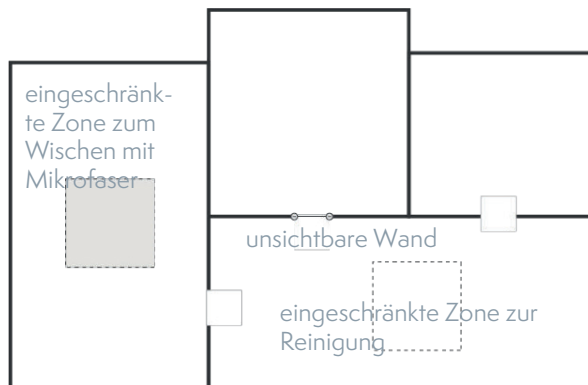 eingeschränk-
te Zone zum
Wischen mit
Mikrofaser
unsichtbare Wand
eingeschränkte Zone zur
Reinigung